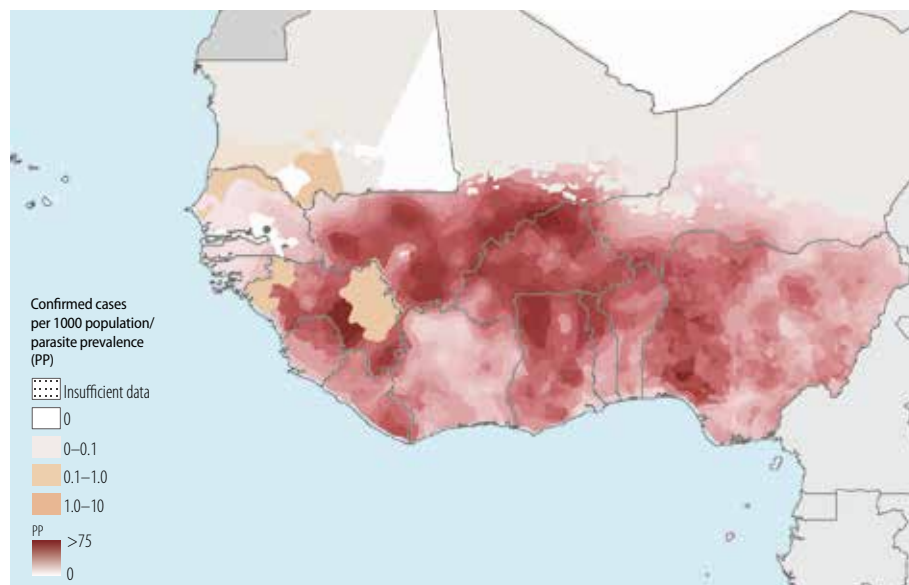 Confirmed cases
per 1000 population/
parasite prevalence
(PP)
Insufficient data
0
0–0.1
0.1–1.0
1.0–10
PP
>75
0